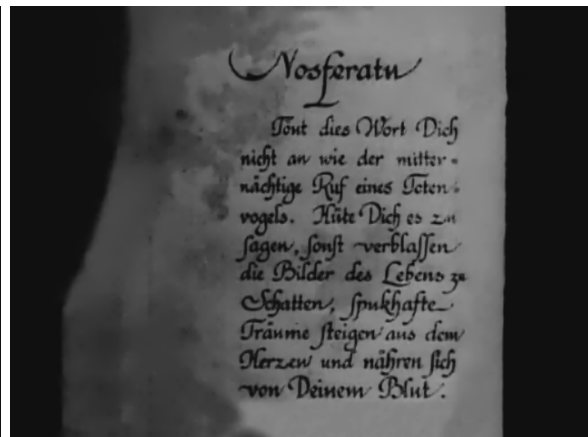 Nosferatu
Tönt dies Wort Dich
nicht an wie der mitter-
nächtige Ruf eines Toten-
vogels. Hüte Dich es zu
sagen, sonst verblassen
die Bilder des Lebens zu
Schatten, spukhafte
Träume steigen aus dem
Herzen und nähren sich
von Deinem Blut.